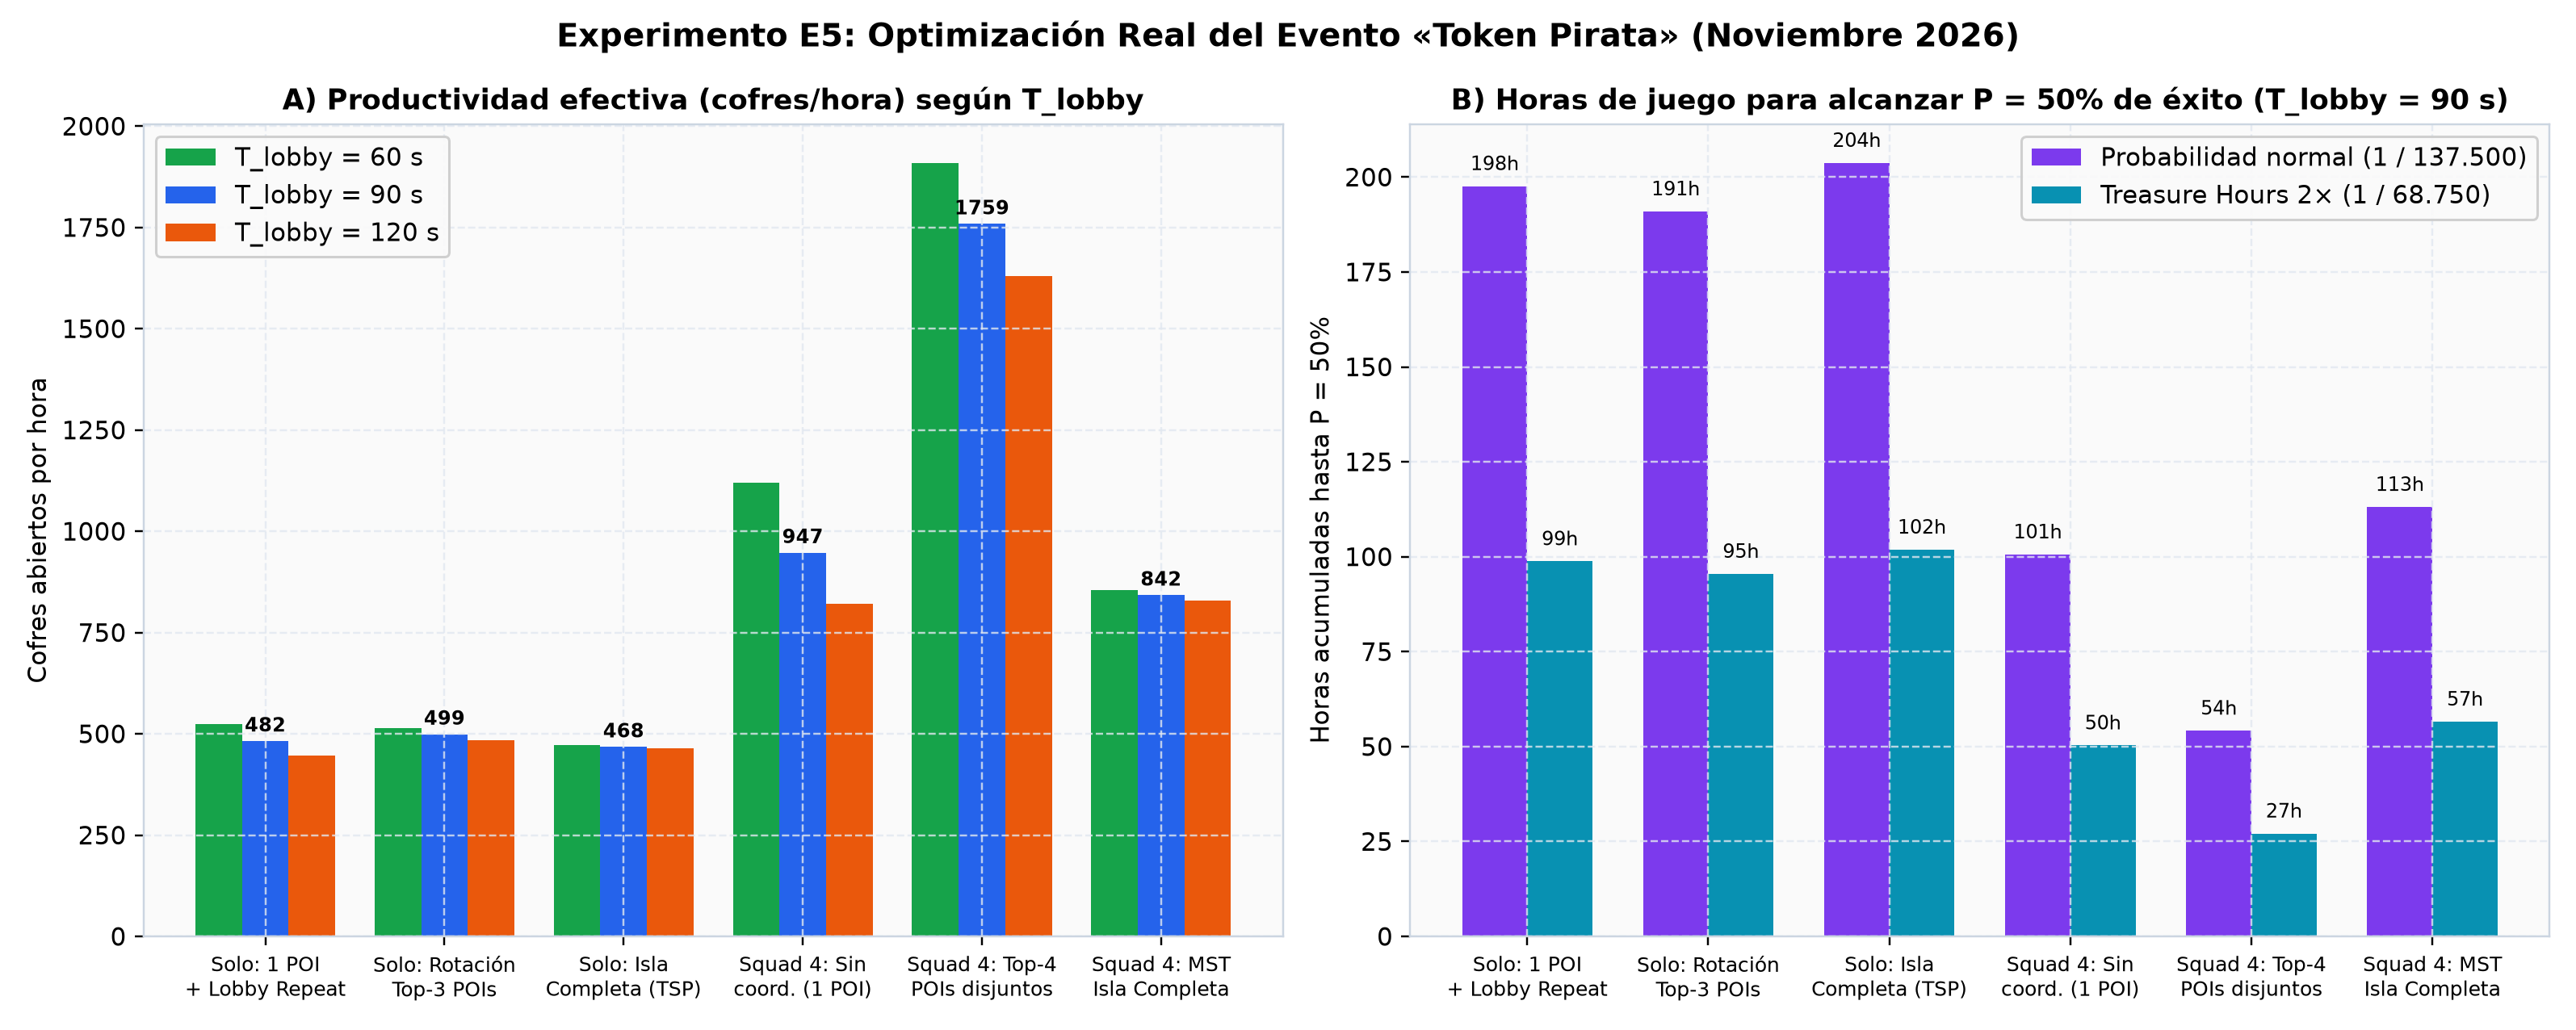 Experimento E5: Optimización Real del Evento «Token Pirata» (Noviembre 2026)
A) Productividad efectiva (cofres/hora) según T_lobby
Cofres abiertos por hora
2000
1750
1500
1250
1000
750
500
250
0
T_lobby = 60 s
T_lobby = 90 s
T_lobby = 120 s
482
499
468
947
1759
842
Solo: 1 POI
+ Lobby Repeat
Solo: Rotación
Top-3 POIs
Solo: Isla
Completa (TSP)
Squad 4: Sin
coord. (1 POI)
Squad 4: Top-4
POIs disjuntos
Squad 4: MST
Isla Completa
B) Horas de juego para alcanzar P = 50% de éxito (T_lobby = 90 s)
Horas acumuladas hasta P = 50%
200
175
150
125
100
75
50
25
0
Probabilidad normal (1 / 137.500)
Treasure Hours 2× (1 / 68.750)
198h
99h
191h
95h
204h
102h
101h
50h
54h
27h
113h
57h
Solo: 1 POI
+ Lobby Repeat
Solo: Rotación
Top-3 POIs
Solo: Isla
Completa (TSP)
Squad 4: Sin
coord. (1 POI)
Squad 4: Top-4
POIs disjuntos
Squad 4: MST
Isla Completa